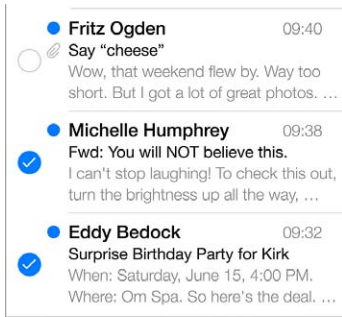 Fritz Ogden 09:40
Say “cheese”
Wow, that weekend flew by. Way too
short. But I got a lot of great photos. …
Michelle Humphrey 09:38
Fwd: You will NOT believe this.
I can't stop laughing! To check this out,
turn the brightness up all the way, …
Eddy Bedock 09:32
Surprise Birthday Party for Kirk
When: Saturday, June 15, 4:00 PM.
Where: Om Spa. So here's the deal. …